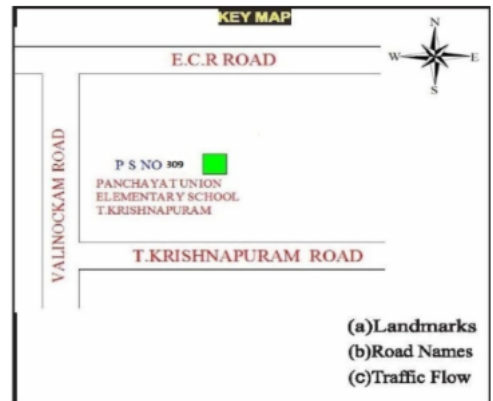 KEY MAP
N
W
E
S
E.C.R ROAD
VALINOCKAM ROAD
P S NO 309
PANCHAYAT UNION
ELEMENTARY SCHOOL
T.KRISHNAPURAM
T.KRISHNAPURAM ROAD
(a)Landmarks
(b)Road Names
(c)Traffic Flow